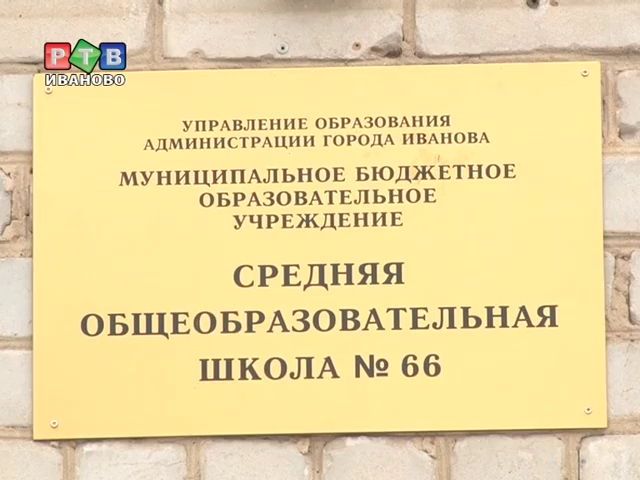 РТВ
ИВАНОВО
УПРАВЛЕНИЕ ОБРАЗОВАНИЯ
АДМИНИСТРАЦИИ ГОРОДА ИВАНОВА
МУНИЦИПАЛЬНОЕ БЮДЖЕТНОЕ
ОБРАЗОВАТЕЛЬНОЕ
УЧРЕЖДЕНИЕ
СРЕДНЯЯ
ОБЩЕОБРАЗОВАТЕЛЬНАЯ
ШКОЛА № 66